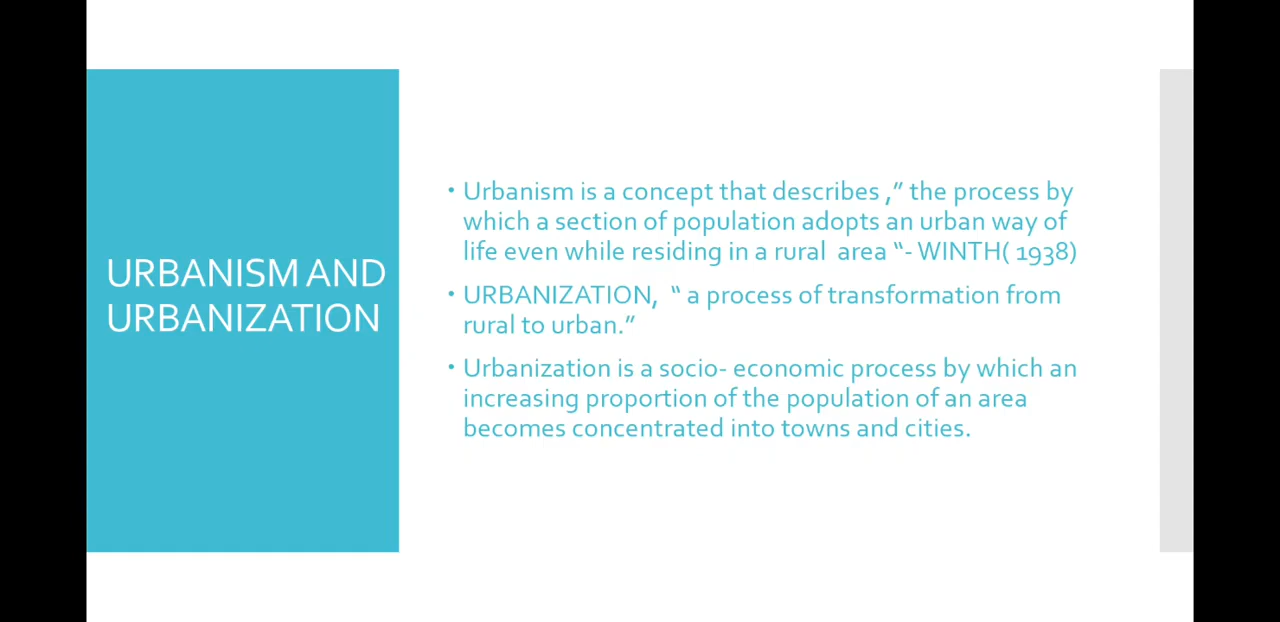 URBANISM AND
URBANIZATION
• Urbanism is a concept that describes ,” the process by
which a section of population adopts an urban way of
life even while residing in a rural area “- WINTH( 1938)
• URBANIZATION, “ a process of transformation from
rural to urban.”
• Urbanization is a socio- economic process by which an
increasing proportion of the population of an area
becomes concentrated into towns and cities.